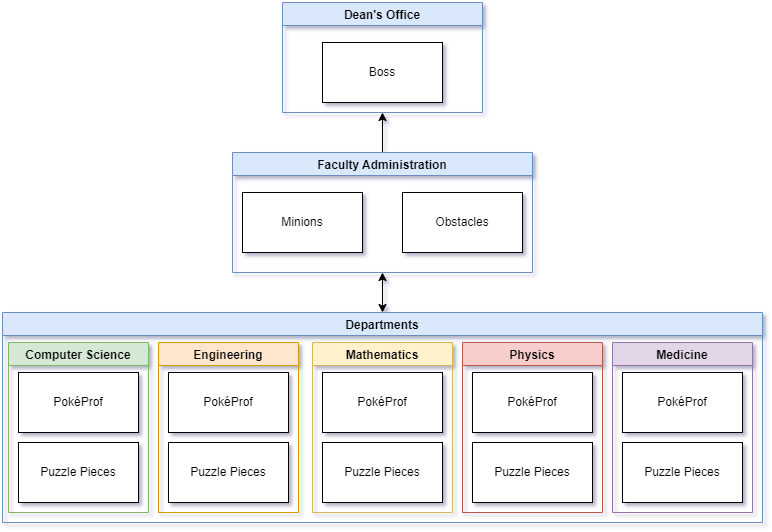 Dean's Office
Boss
Faculty Administration
Minions
Obstacles
Departments
Computer Science
Engineering
Mathematics
Physics
Medicine
PokéProf
PokéProf
PokéProf
PokéProf
PokéProf
Puzzle Pieces
Puzzle Pieces
Puzzle Pieces
Puzzle Pieces
Puzzle Pieces